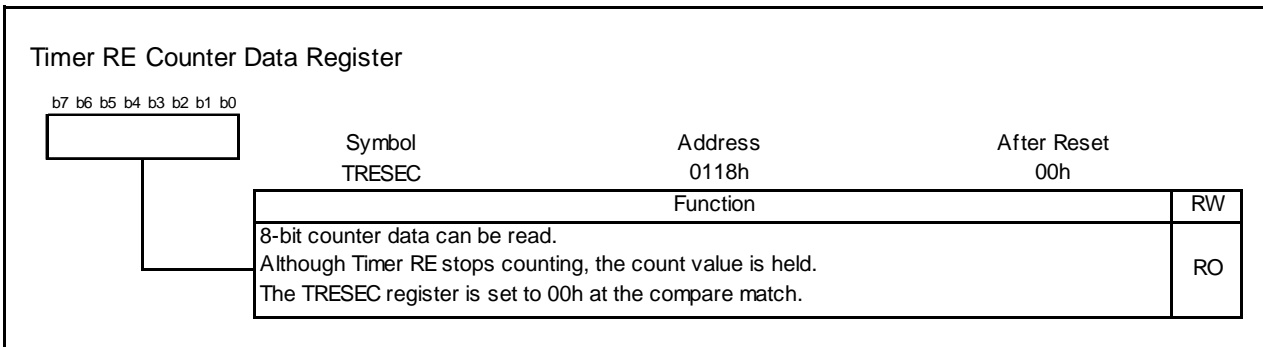 Timer RE Counter Data Register
b7 b6 b5 b4 b3 b2 b1 b0
Symbol Address After Reset
TRESEC 0118h 00h
Function RW
8-bit counter data can be read.
Although Timer RE stops counting, the count value is held.
RO
The TRESEC register is set to 00h at the compare match.